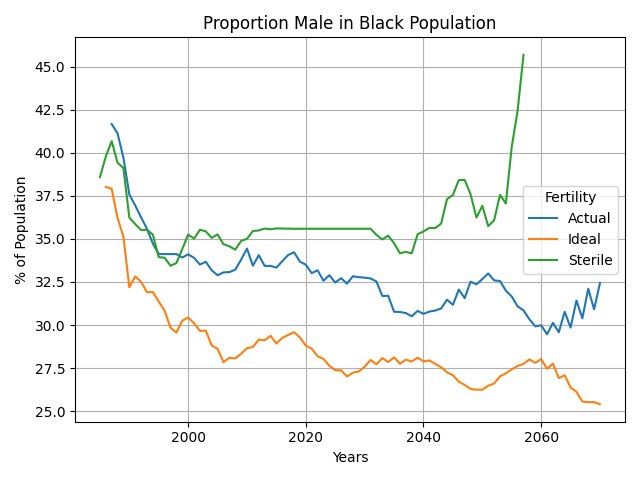 Proportion Male in Black Population
% of Population
45.0
42.5
40.0
37.5
35.0
32.5
30.0
27.5
25.0
Fertility
Actual
Ideal
Sterile
2000
2020
2040
2060
Years